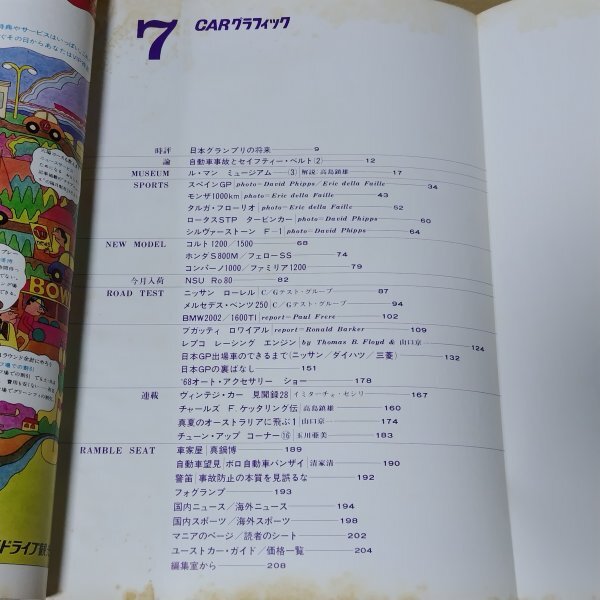 7 CARグラフィック
時評 日本グランプリの将来 9
論 自動車事故とセイフティー・ベルト(2) 12
MUSEUM ル・マン ミュージアム—(3)|解説:高島鎮雄 17
SPORTS スペインGP|photo=David Phipps/Eric della Faille 34
モンザ1000km|photo=Eric della Faille 43
タルガ・フローリオ|photo=Eric della Faille 52
ロータスSTP タービンカー|photo=David Phipps 60
シルヴァーストーン F-1|photo=David Phipps 64
NEW MODEL コルト1200/1500 68
ホンダS800M/フェローSS 74
コンパーノ1000/ファミリア1200 79
今月入荷 NSU Ro80 82
ROAD TEST ニッサン ローレル|C/Gテスト・グループ 87
メルセデス・ベンツ250|C/Gテスト・グループ 94
BMW2002/1600TI|report=Paul Frere 102
ブガッティ ロワイアル|report=Ronald Barker 109
レプコ レーシング エンジン|by Thomas B. Floyd & 山口京一 124
日本GP出場車のできるまで(ニッサン/ダイハツ/三菱) 132
日本GPの裏ばなし 151
'68オート・アクセサリー ショー 178
連載 ヴィンテジ・カー 見聞録28|イミターチォ・センリ 167
チャールズ F.ケッタリング伝|高島鎮雄 160
真夏のオーストラリアに飛ぶ1|山口京一 174
チューン・アップ コーナー⑯|玉川亜美 183
RAMBLE SEAT 車家屋|真鍋博 189
自動車望見|ボロ自動車バンザイ|清家清 190
警笛|事故防止の本質を見誤るな 192
フォグランプ 193
国内ニュース/海外ニュース 194
国内スポーツ/海外スポーツ 198
マニアのページ/読者のシート 202
ユーストカー・ガイド/価格一覧 204
編集室から 208
BOW
ドライブ